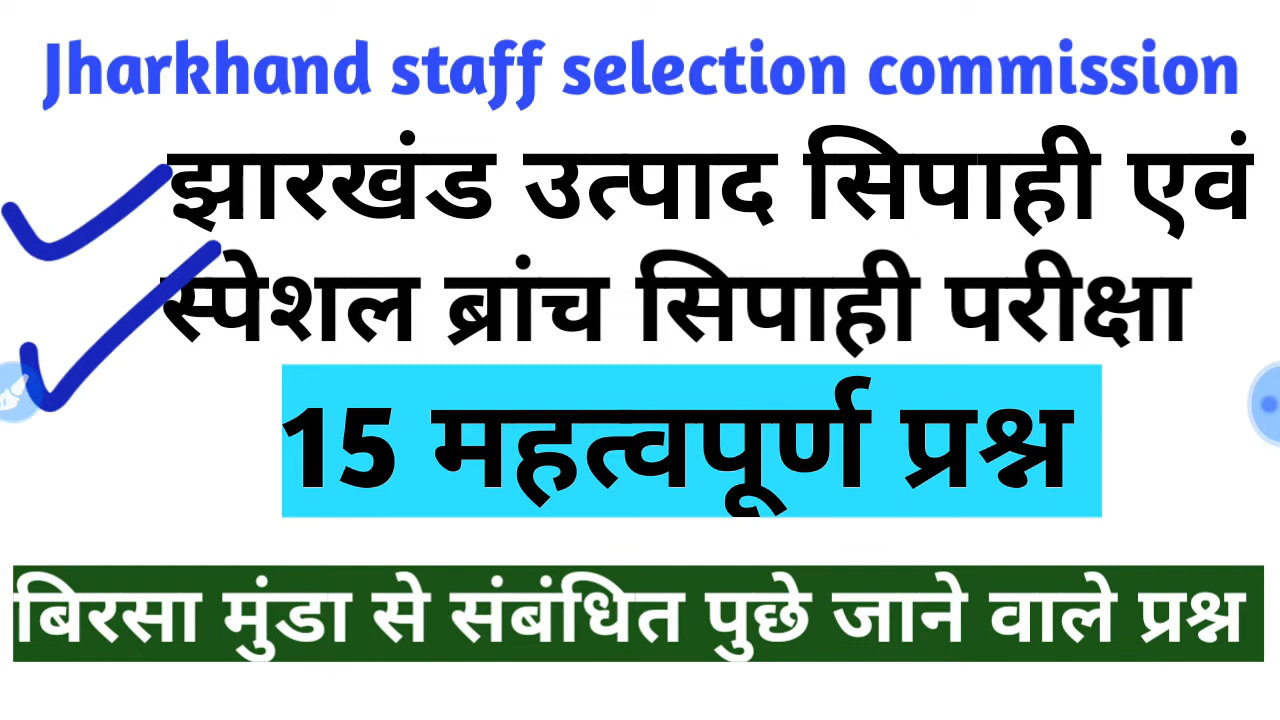 Jharkhand staff selection commission
झारखंड उत्पाद सिपाही एवं
स्पेशल ब्रांच सिपाही परीक्षा
15 महत्वपूर्ण प्रश्न
बिरसा मुंडा से संबंधित पुछे जाने वाले प्रश्न